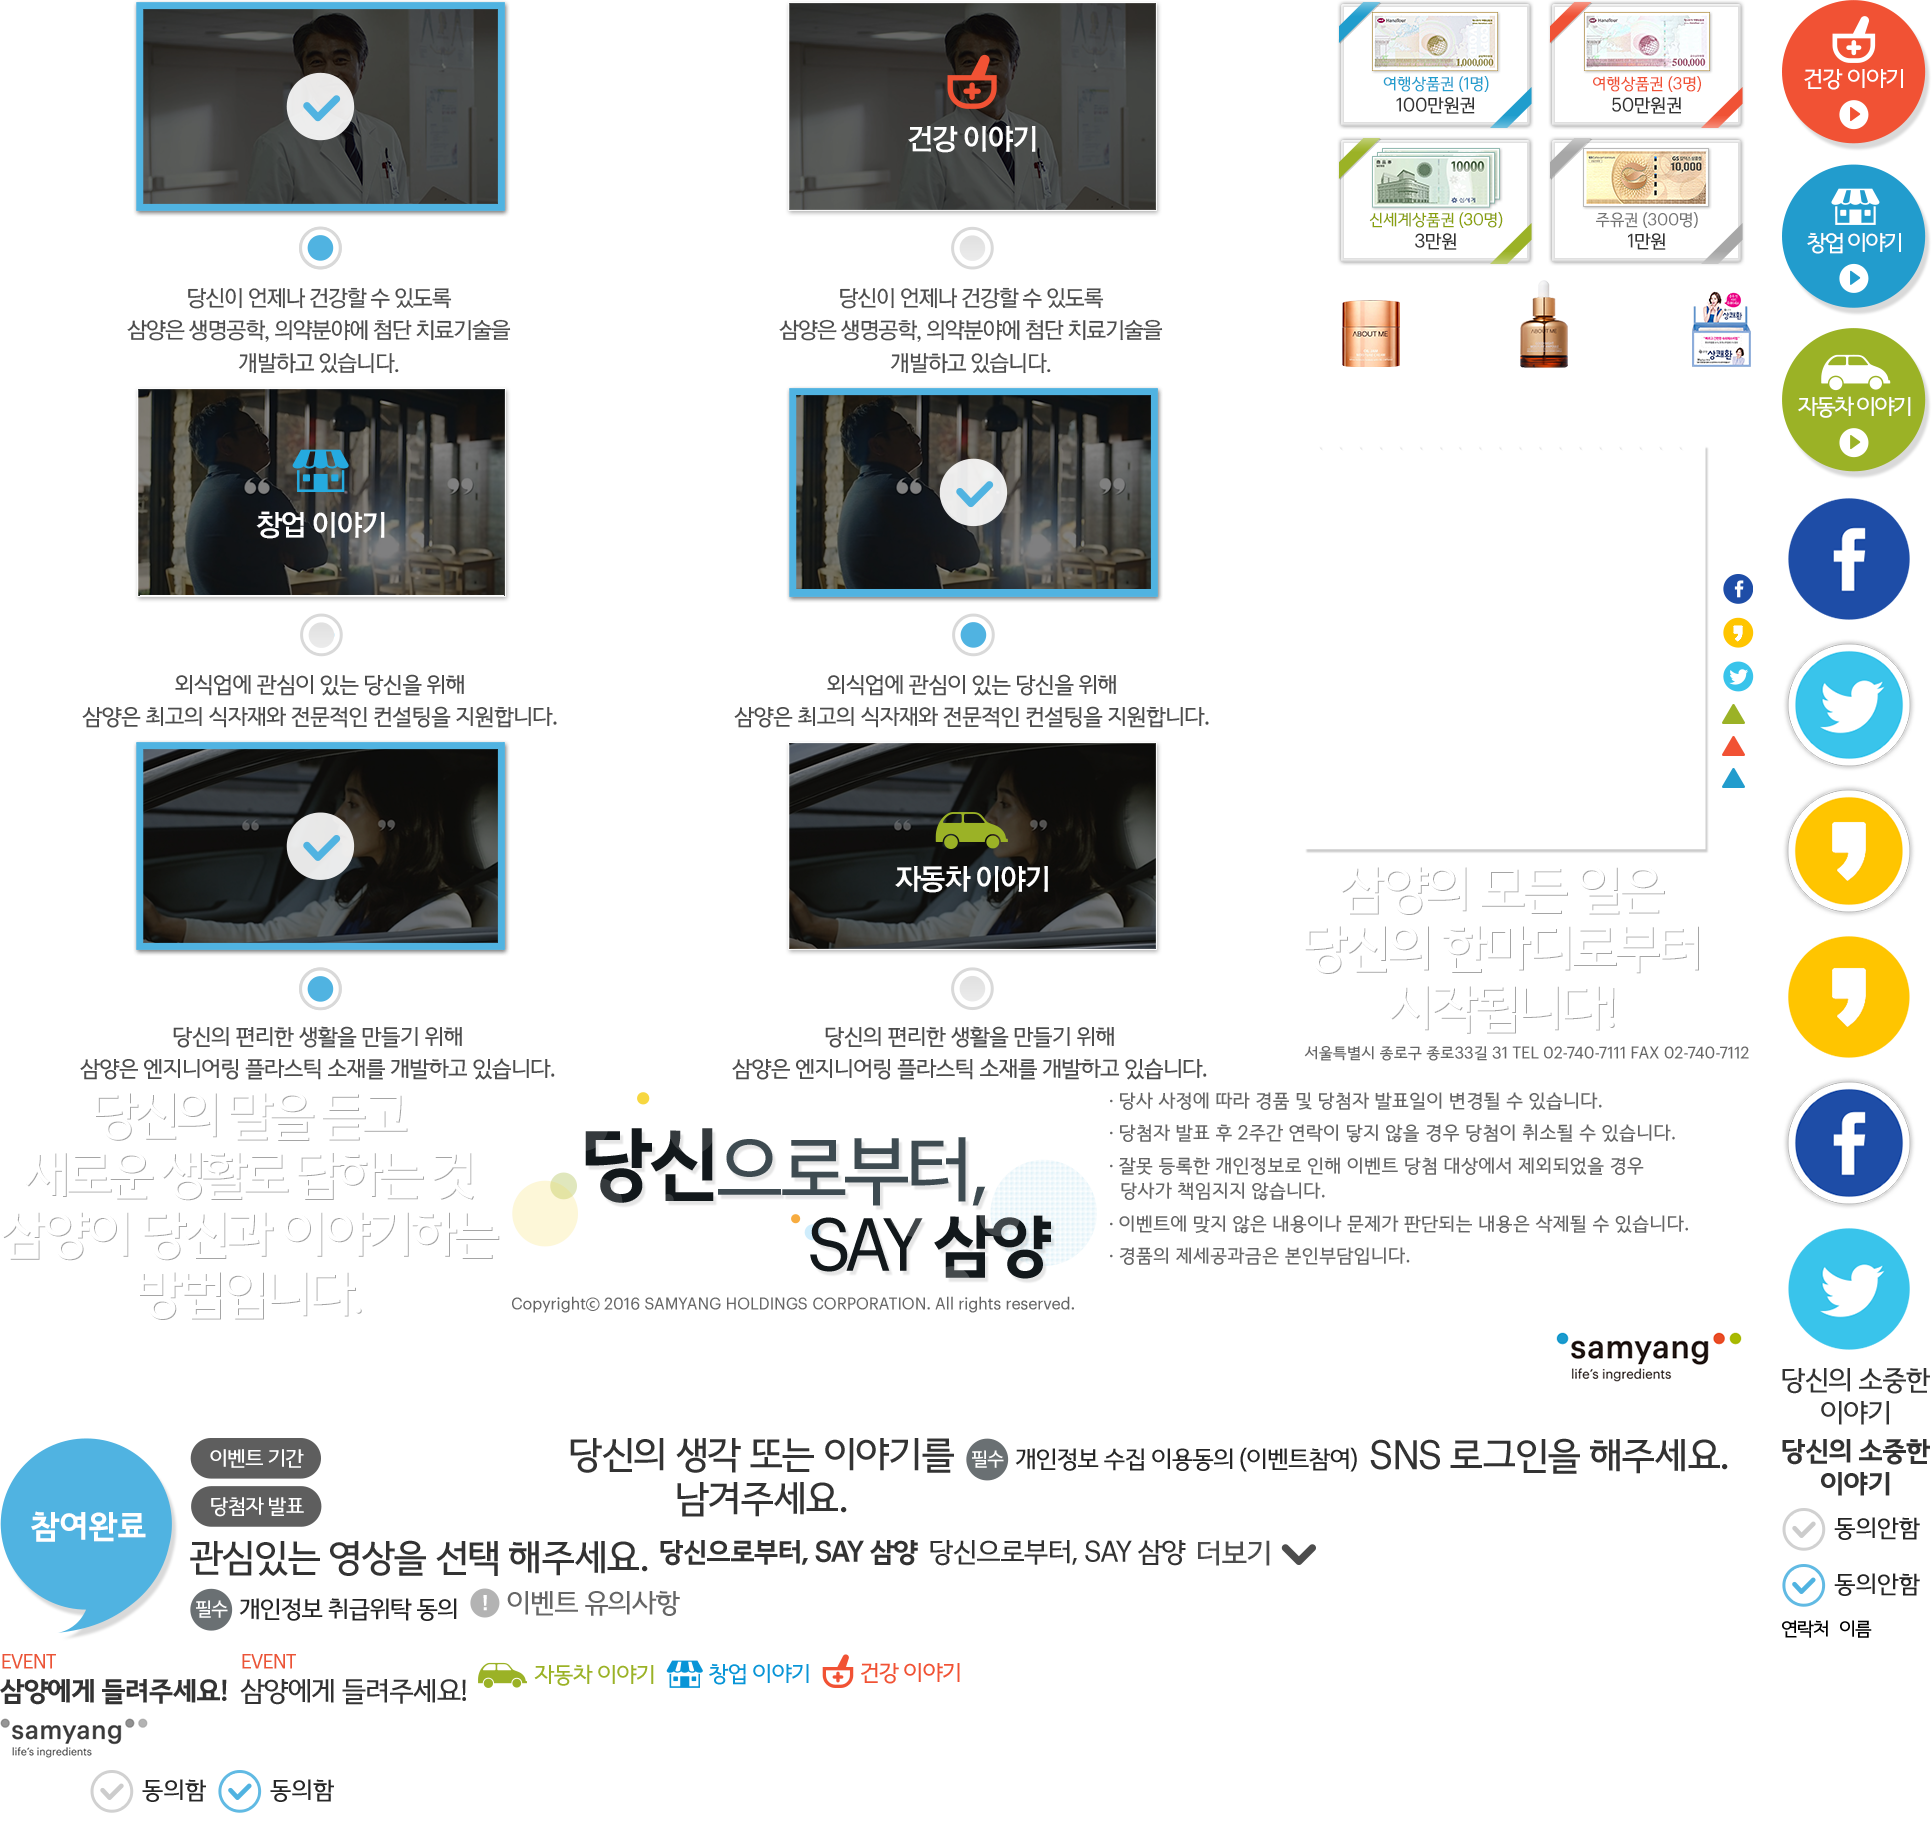 당신이 언제나 건강할 수 있도록
삼양은 생명공학, 의약분야에 첨단 치료기술을
개발하고 있습니다.
창업 이야기
외식업에 관심이 있는 당신을 위해
삼양은 최고의 식자재와 전문적인 컨설팅을 지원합니다.
당신의 편리한 생활을 만들기 위해
삼양은 엔지니어링 플라스틱 소재를 개발하고 있습니다.
건강 이야기
당신이 언제나 건강할 수 있도록
삼양은 생명공학, 의약분야에 첨단 치료기술을
개발하고 있습니다.
외식업에 관심이 있는 당신을 위해
삼양은 최고의 식자재와 전문적인 컨설팅을 지원합니다.
자동차 이야기
당신의 편리한 생활을 만들기 위해
삼양은 엔지니어링 플라스틱 소재를 개발하고 있습니다.
1,000,000
여행상품권 (1명)
100만원권
500,000
여행상품권 (3명)
50만원권
10000
신세계
신세계상품권 (30명)
3만원
10,000
주유권 (300명)
1만원
ABOUT ME
ABOUT ME
상쾌환
상쾌환
건강 이야기
창업 이야기
자동차 이야기
삼양의 모든 일은
당신의 한마디로부터
시작됩니다!
서울특별시 종로구 종로33길 31 TEL 02-740-7111 FAX 02-740-7112
당신의 말을 듣고
새로운 생활로 답하는 것
삼양이 당신과 이야기하는
방법입니다.
당신으로부터,
SAY 삼양
Copyright© 2016 SAMYANG HOLDINGS CORPORATION. All rights reserved.
· 당사 사정에 따라 경품 및 당첨자 발표일이 변경될 수 있습니다.
· 당첨자 발표 후 2주간 연락이 닿지 않을 경우 당첨이 취소될 수 있습니다.
· 잘못 등록한 개인정보로 인해 이벤트 당첨 대상에서 제외되었을 경우
당사가 책임지지 않습니다.
· 이벤트에 맞지 않은 내용이나 문제가 판단되는 내용은 삭제될 수 있습니다.
· 경품의 제세공과금은 본인부담입니다.
samyang
life's ingredients
당신의 소중한
이야기
당신의 소중한
이야기
동의안함
동의안함
연락처 이름
참여완료
이벤트 기간
당첨자 발표
당신의 생각 또는 이야기를
남겨주세요.
필수 개인정보 수집 이용동의 (이벤트참여)
SNS 로그인을 해주세요.
관심있는 영상을 선택 해주세요.
당신으로부터, SAY 삼양
당신으로부터, SAY 삼양
더보기
필수 개인정보 취급위탁 동의
! 이벤트 유의사항
EVENT
삼양에게 들려주세요!
EVENT
삼양에게 들려주세요!
자동차 이야기
창업 이야기
건강 이야기
samyang
life's ingredients
동의함
동의함